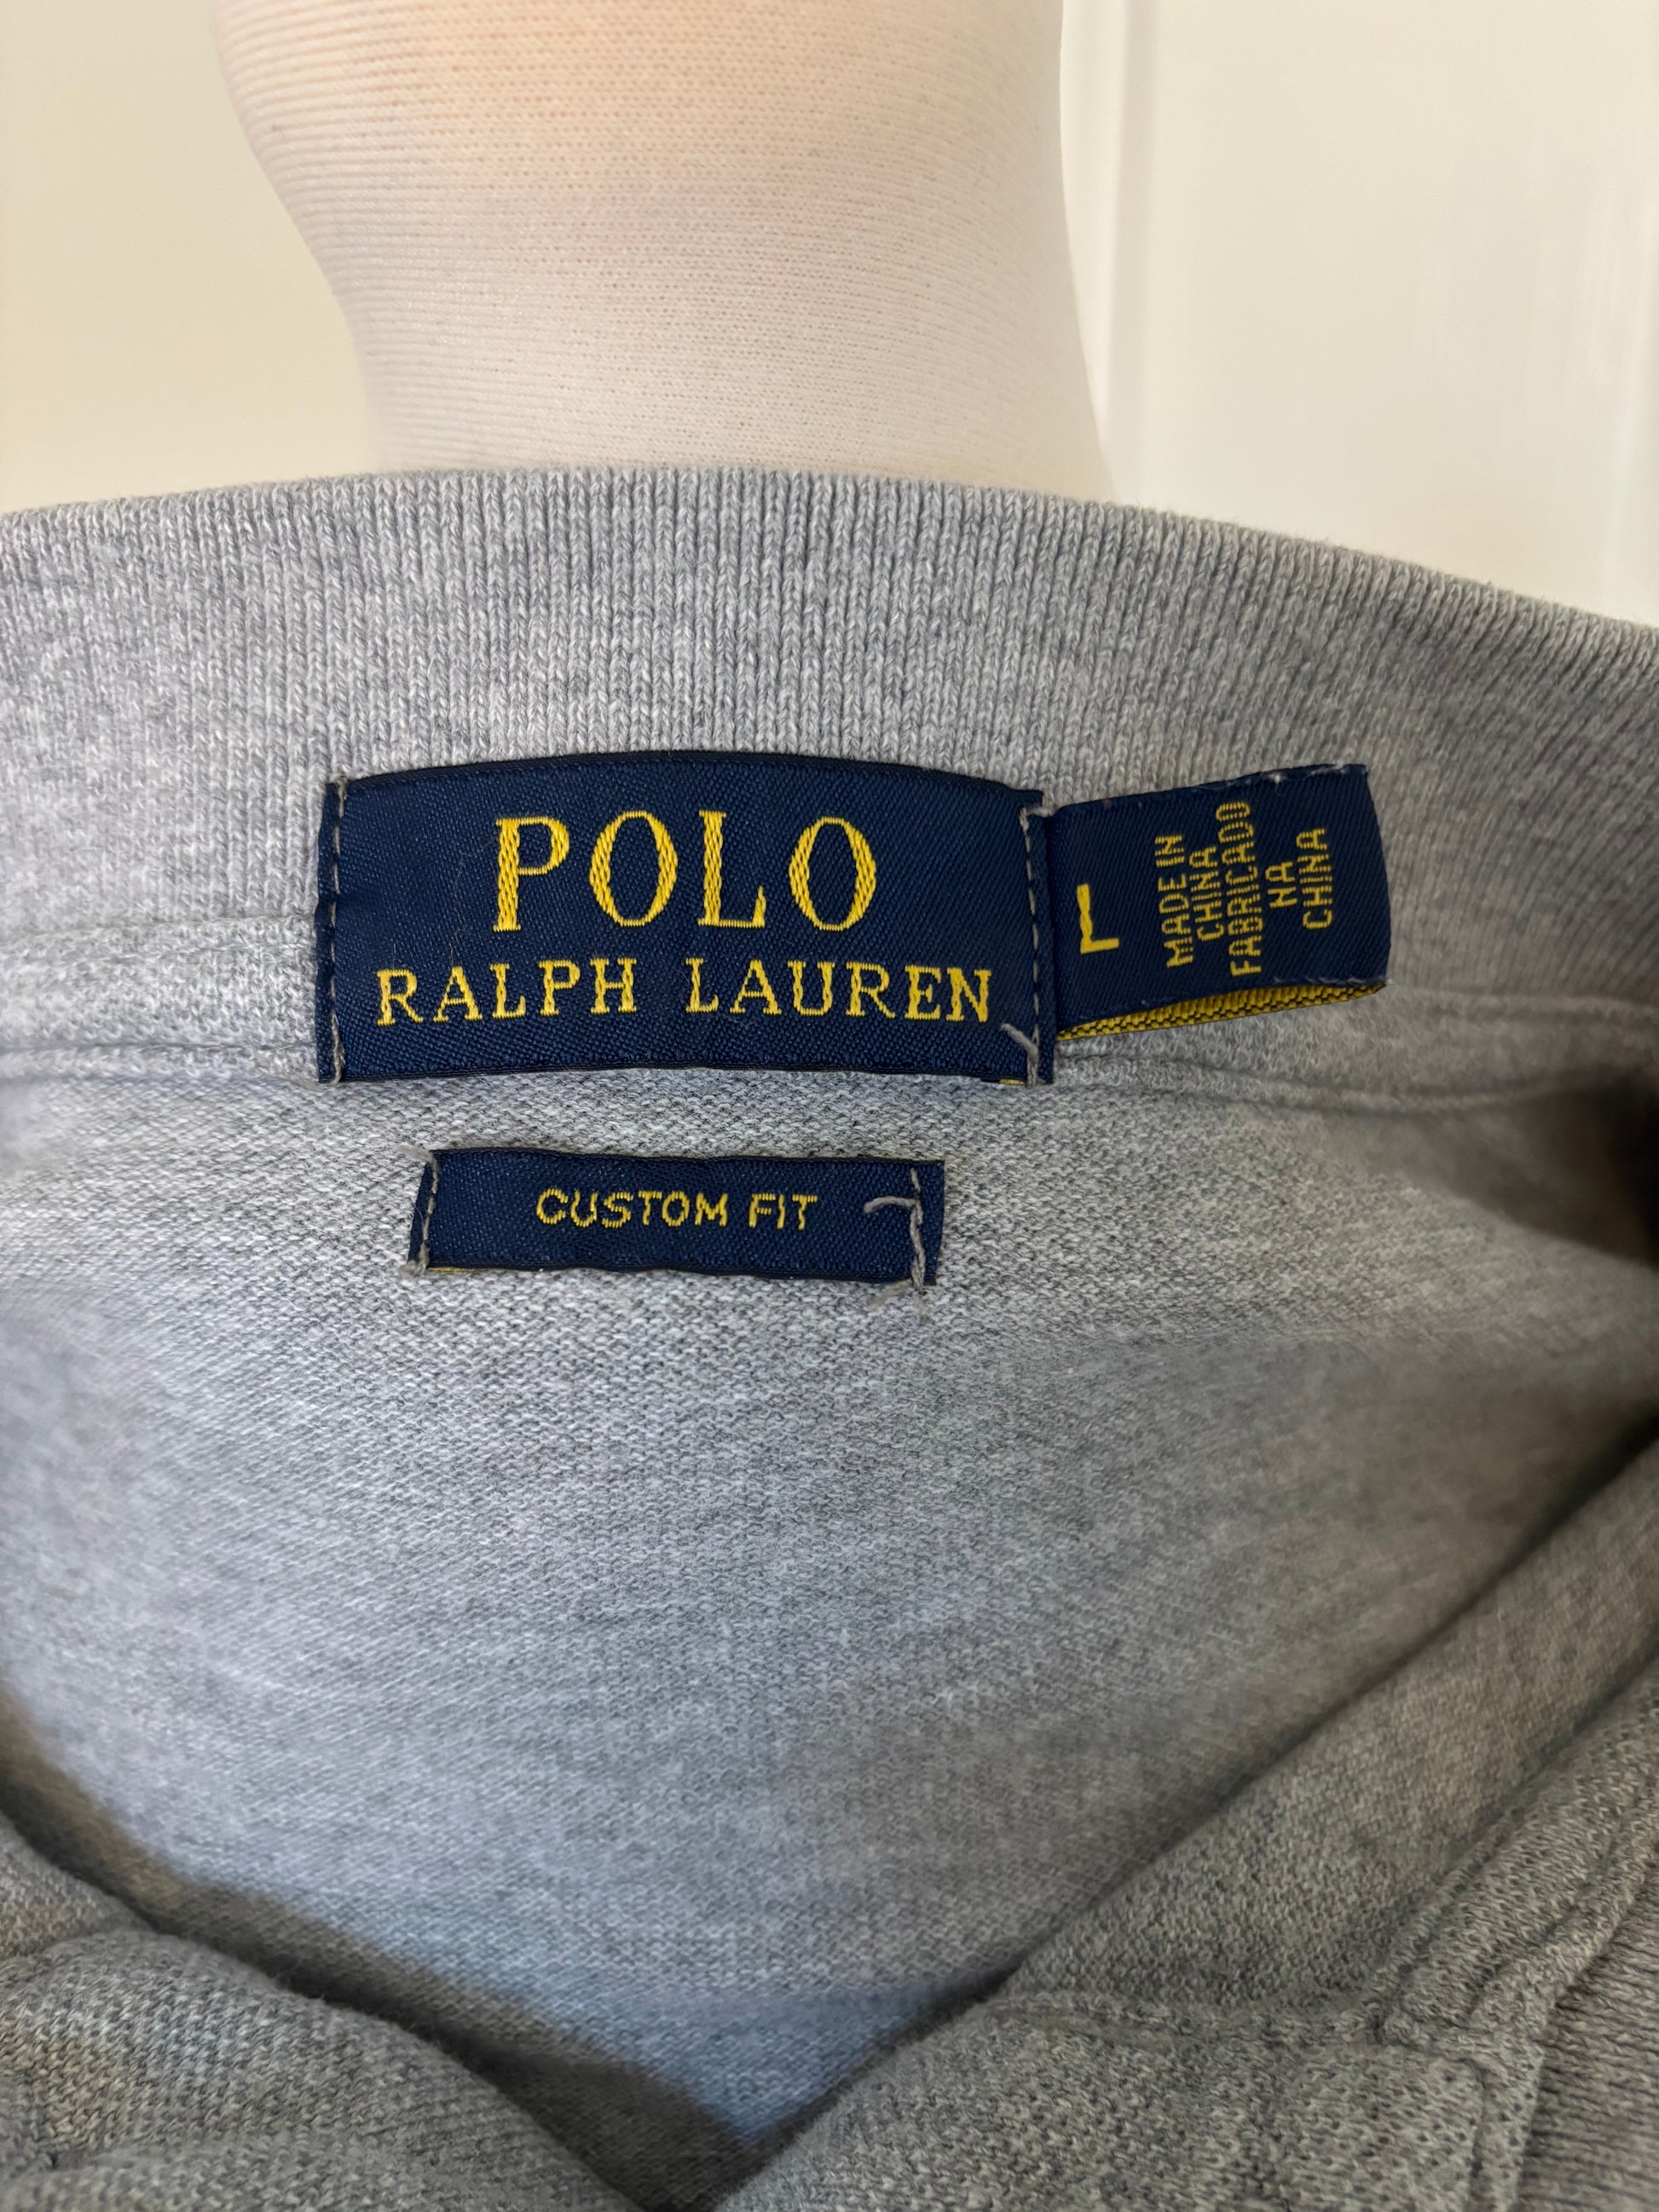 POLO
RALPH LAUREN
L
MADE IN
CHINA
FABRICADO
NA
CHINA
CUSTOM FIT